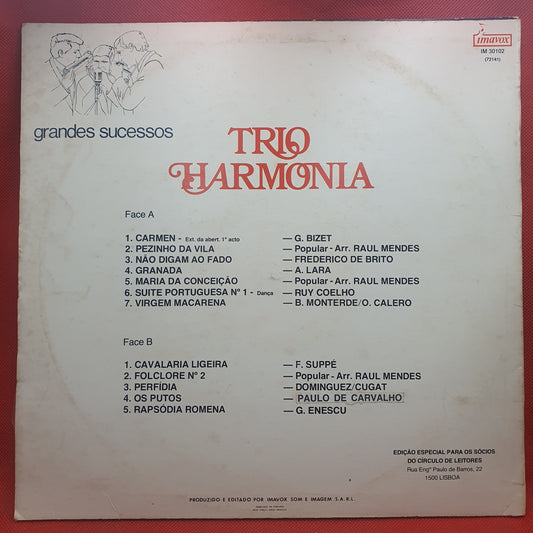 imavox
IM 30102
(72141)
grandes sucessos
TRIO
HARMONIA
Face A
1. CARMEN - Ext. da abert. 1º acto — G. BIZET
2. PEZINHO DA VILA — Popular - Arr. RAUL MENDES
3. NÃO DIGAM AO FADO — FREDERICO DE BRITO
4. GRANADA — A. LARA
5. MARIA DA CONCEIÇÃO — Popular - Arr. RAUL MENDES
6. SUITE PORTUGUESA Nº 1 - Dança — RUY COELHO
7. VIRGEM MACARENA — B. MONTERDE/O. CALERO
Face B
1. CAVALARIA LIGEIRA — F. SUPPÉ
2. FOLCLORE Nº 2 — Popular - Arr. RAUL MENDES
3. PERFÍDIA — DOMINGUEZ/CUGAT
4. OS PUTOS — PAULO DE CARVALHO
5. RAPSÓDIA ROMENA — G. ENESCU
EDIÇÃO ESPECIAL PARA OS SÓCIOS
DO CÍRCULO DE LEITORES
Rua Engº Paulo de Barros, 22
1500 LISBOA
PRODUZIDO E EDITADO POR IMAVOX SOM E IMAGEM S.A.R.L.